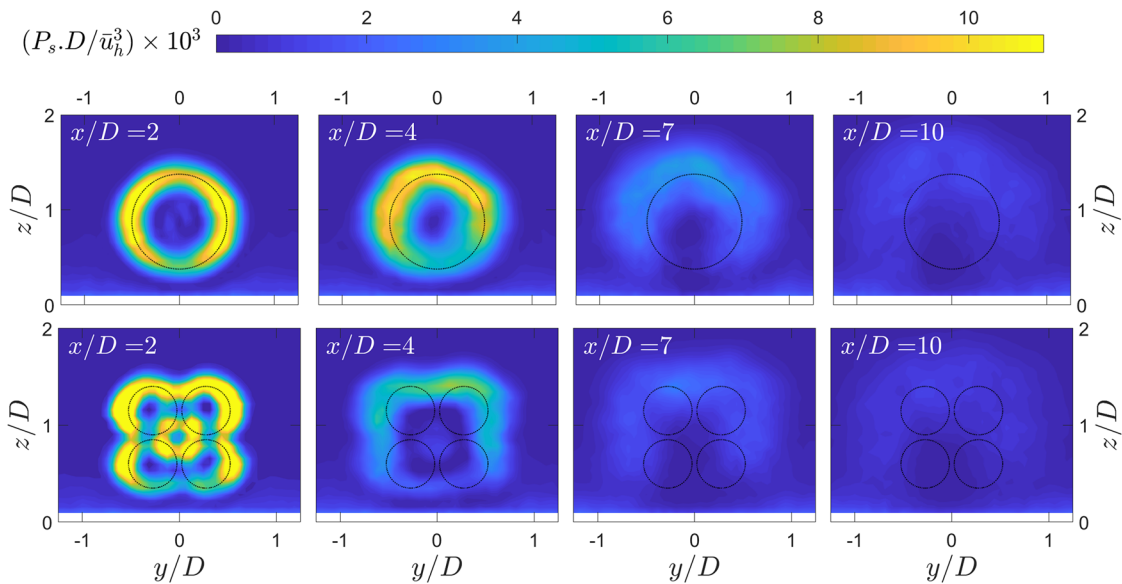 0 2 4 6 8 10
(P_s.D/ū_h^3) × 10^3
-1 0 1 -1 0 1 -1 0 1 -1 0 1
2 x/D =2 x/D =4 x/D =7 x/D =10 2
z/D 1 1 z/D
0 0
2 x/D =2 x/D =4 x/D =7 x/D =10 2
z/D 1 1 z/D
0 0
-1 0 1 -1 0 1 -1 0 1 -1 0 1
y/D y/D y/D y/D